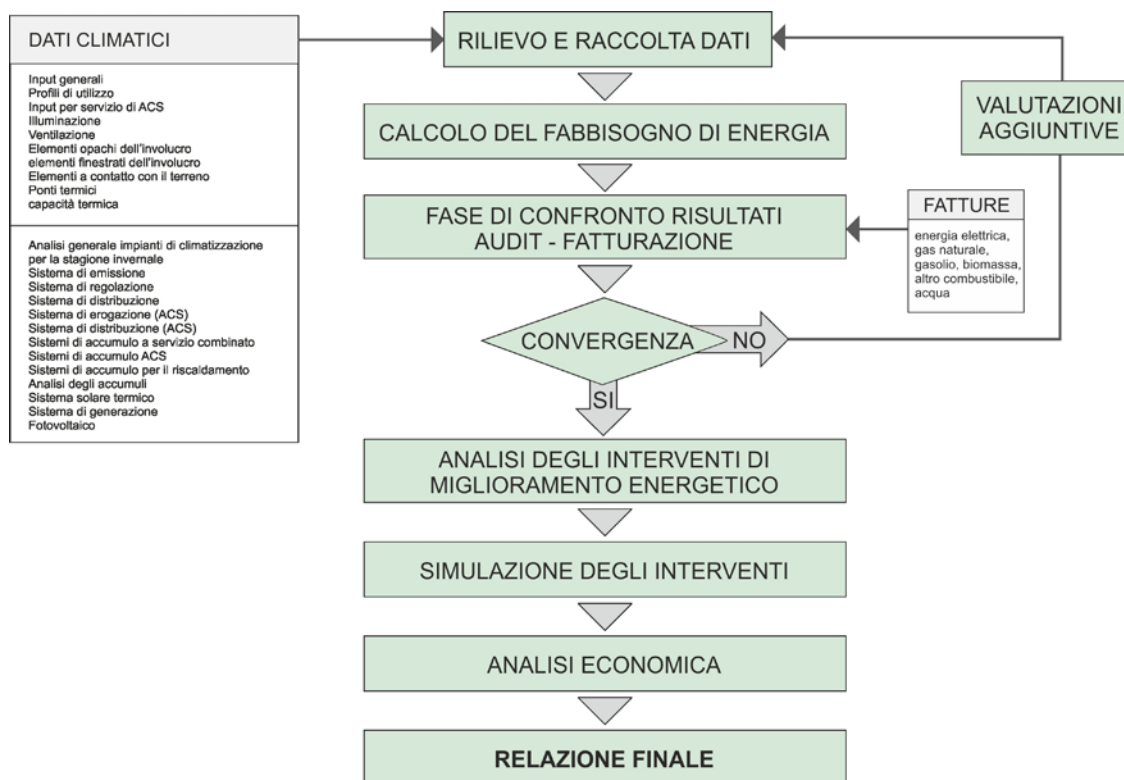 DATI CLIMATICI
Input generali
Profili di utilizzo
Input per servizio di ACS
Illuminazione
Ventilazione
Elementi opachi dell'involucro
elementi finestrati dell'involucro
Elementi a contatto con il terreno
Ponti termici
capacità termica
Analisi generale impianti di climatizzazione
per la stagione invernale
Sistema di emissione
Sistema di regolazione
Sistema di distribuzione
Sistema di erogazione (ACS)
Sistema di distribuzione (ACS)
Sistemi di accumulo a servizio combinato
Sistemi di accumulo ACS
Sistemi di accumulo per il riscaldamento
Analisi degli accumuli
Sistema solare termico
Sistema di generazione
Fotovoltaico
RILIEVO E RACCOLTA DATI
CALCOLO DEL FABBISOGNO DI ENERGIA
FASE DI CONFRONTO RISULTATI
AUDIT - FATTURAZIONE
CONVERGENZA
NO
SI
VALUTAZIONI
AGGIUNTIVE
FATTURE
energia elettrica,
gas naturale,
gasolio, biomassa,
altro combustibile,
acqua
ANALISI DEGLI INTERVENTI DI
MIGLIORAMENTO ENERGETICO
SIMULAZIONE DEGLI INTERVENTI
ANALISI ECONOMICA
RELAZIONE FINALE